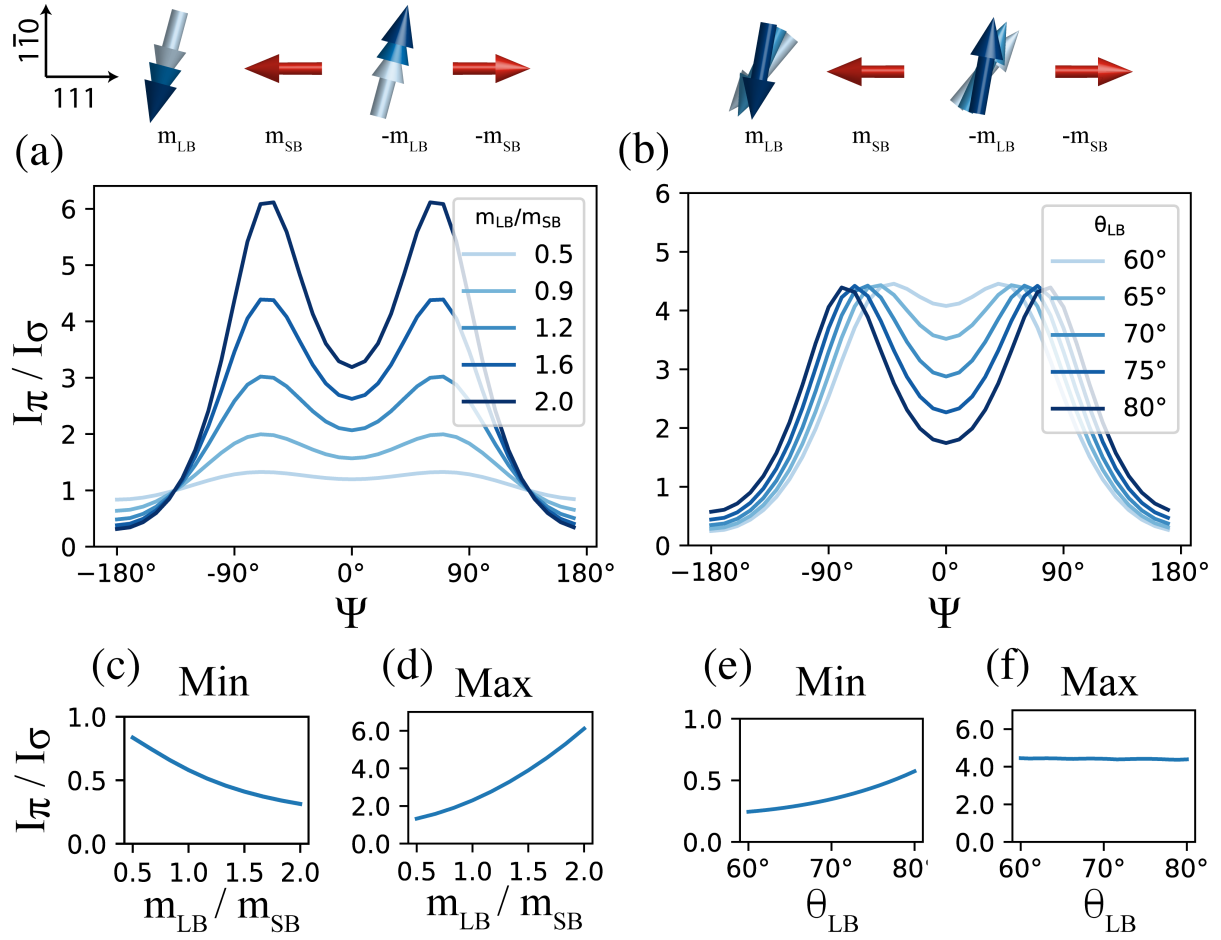 11̅0
111
m_LB m_SB -m_LB -m_SB
m_LB m_SB -m_LB -m_SB
(a)
(b)
6
5
4
3
2
1
0
Iπ / Iσ
m_LB/m_SB
0.5
0.9
1.2
1.6
2.0
−180° -90° 0° 90° 180°
Ψ
6
5
4
3
2
1
0
θ_LB
60°
65°
70°
75°
80°
−180° -90° 0° 90° 180°
Ψ
(c) Min
1.0
0.5
0.0
Iπ / Iσ
0.5 1.0 1.5 2.0
m_LB / m_SB
(d) Max
6.0
4.0
2.0
0.0
0.5 1.0 1.5 2.0
m_LB / m_SB
(e) Min
1.0
0.5
0.0
60° 70° 80°
θ_LB
(f) Max
6.0
4.0
2.0
0.0
60° 70° 80°
θ_LB